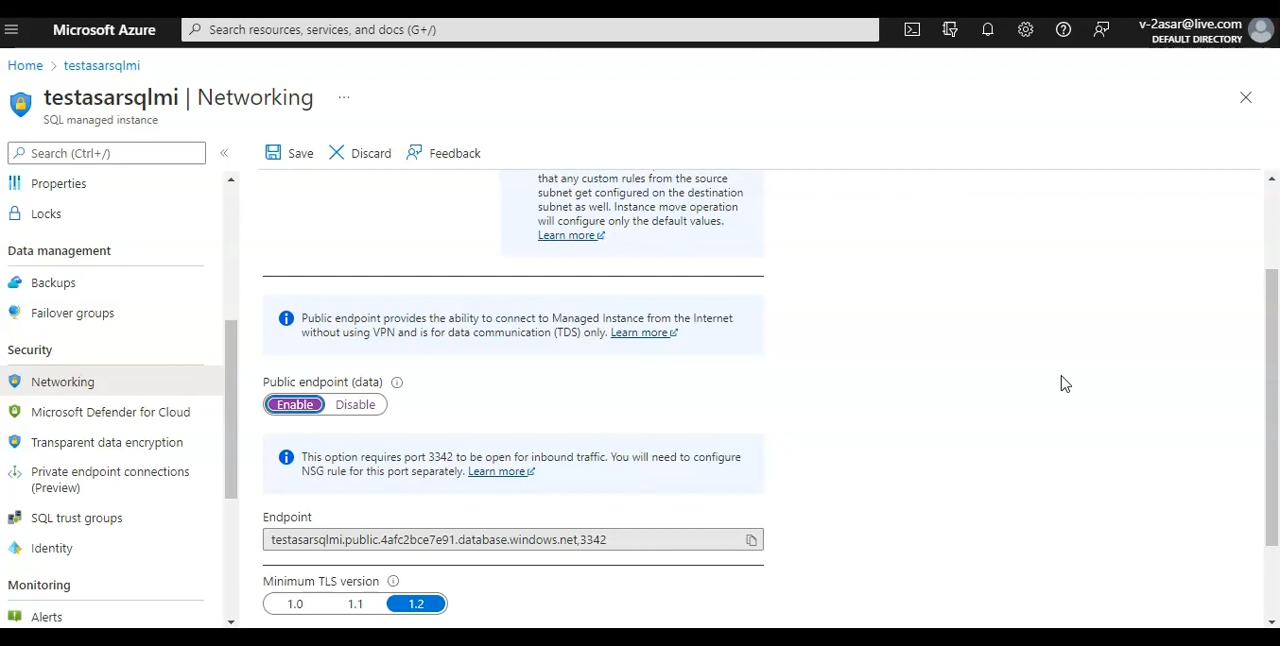 Microsoft Azure
Search resources, services, and docs (G+/)
v-2asar@live.com
DEFAULT DIRECTORY
Home > testasarsqlmi
testasarsqlmi | Networking ...
SQL managed instance
Search (Ctrl+/)
«
Save
Discard
Feedback
Properties
Locks
Data management
Backups
Failover groups
Security
Networking
Microsoft Defender for Cloud
Transparent data encryption
Private endpoint connections
(Preview)
SQL trust groups
Identity
Monitoring
Alerts
that any custom rules from the source
subnet get configured on the destination
subnet as well. Instance move operation
will configure only the default values.
Learn more
Public endpoint provides the ability to connect to Managed Instance from the Internet
without using VPN and is for data communication (TDS) only. Learn more
Public endpoint (data)
Enable Disable
This option requires port 3342 to be open for inbound traffic. You will need to configure
NSG rule for this port separately. Learn more
Endpoint
testasarsqlmi.public.4afc2bce7e91.database.windows.net,3342
Minimum TLS version
1.0 1.1 1.2